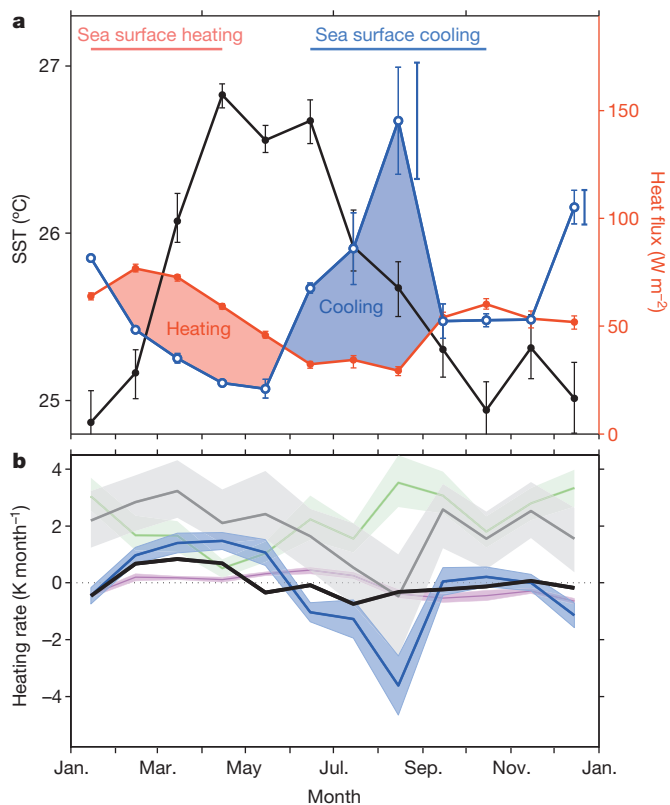 a
Sea surface heating
Sea surface cooling
27
26
25
SST (ºC)
Heating
Cooling
150
100
50
0
Heat flux (W m⁻²)
b
4
2
0
−2
−4
Heating rate (K month⁻¹)
Jan.
Mar.
May
Jul.
Sep.
Nov.
Jan.
Month